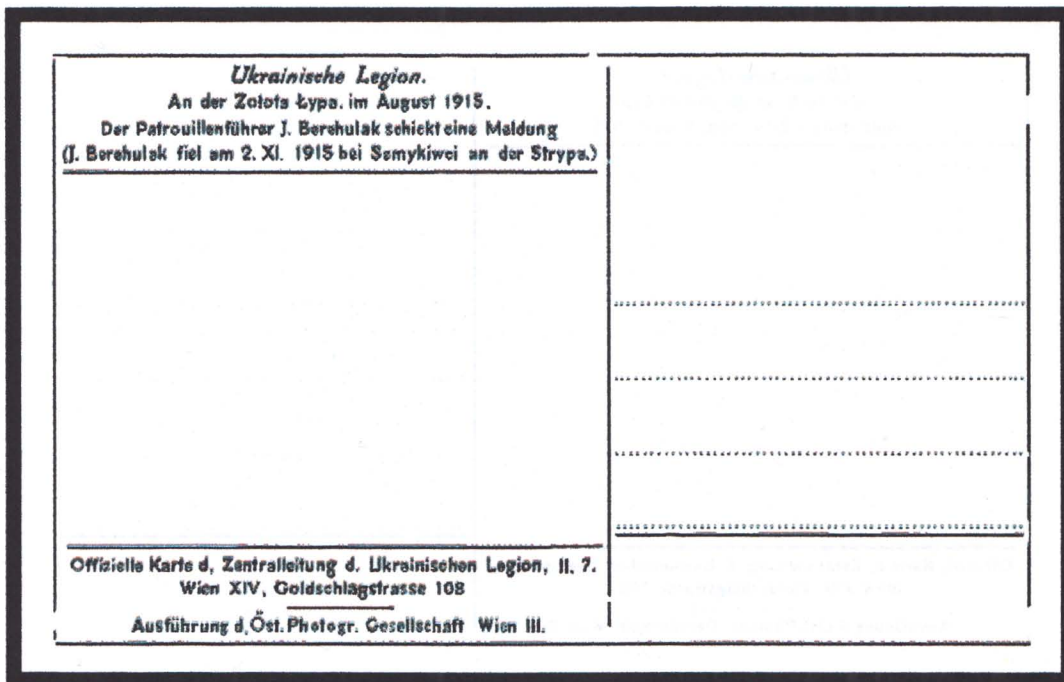 Ukrainische Legion.
An der Zołota Łypa. im August 1915.
Der Patrouillenführer J. Berehulak schickt eine Meldung
(J. Berehulak fiel am 2. XI. 1915 bei Semykiwci an der Strypa.)
Offizielle Karte d, Zentralleitung d. Ukrainischen Legion, II. 7.
Wien XIV, Goldschlagstrasse 108
Ausführung d,Öst. Photogr. Gesellschaft Wien III.